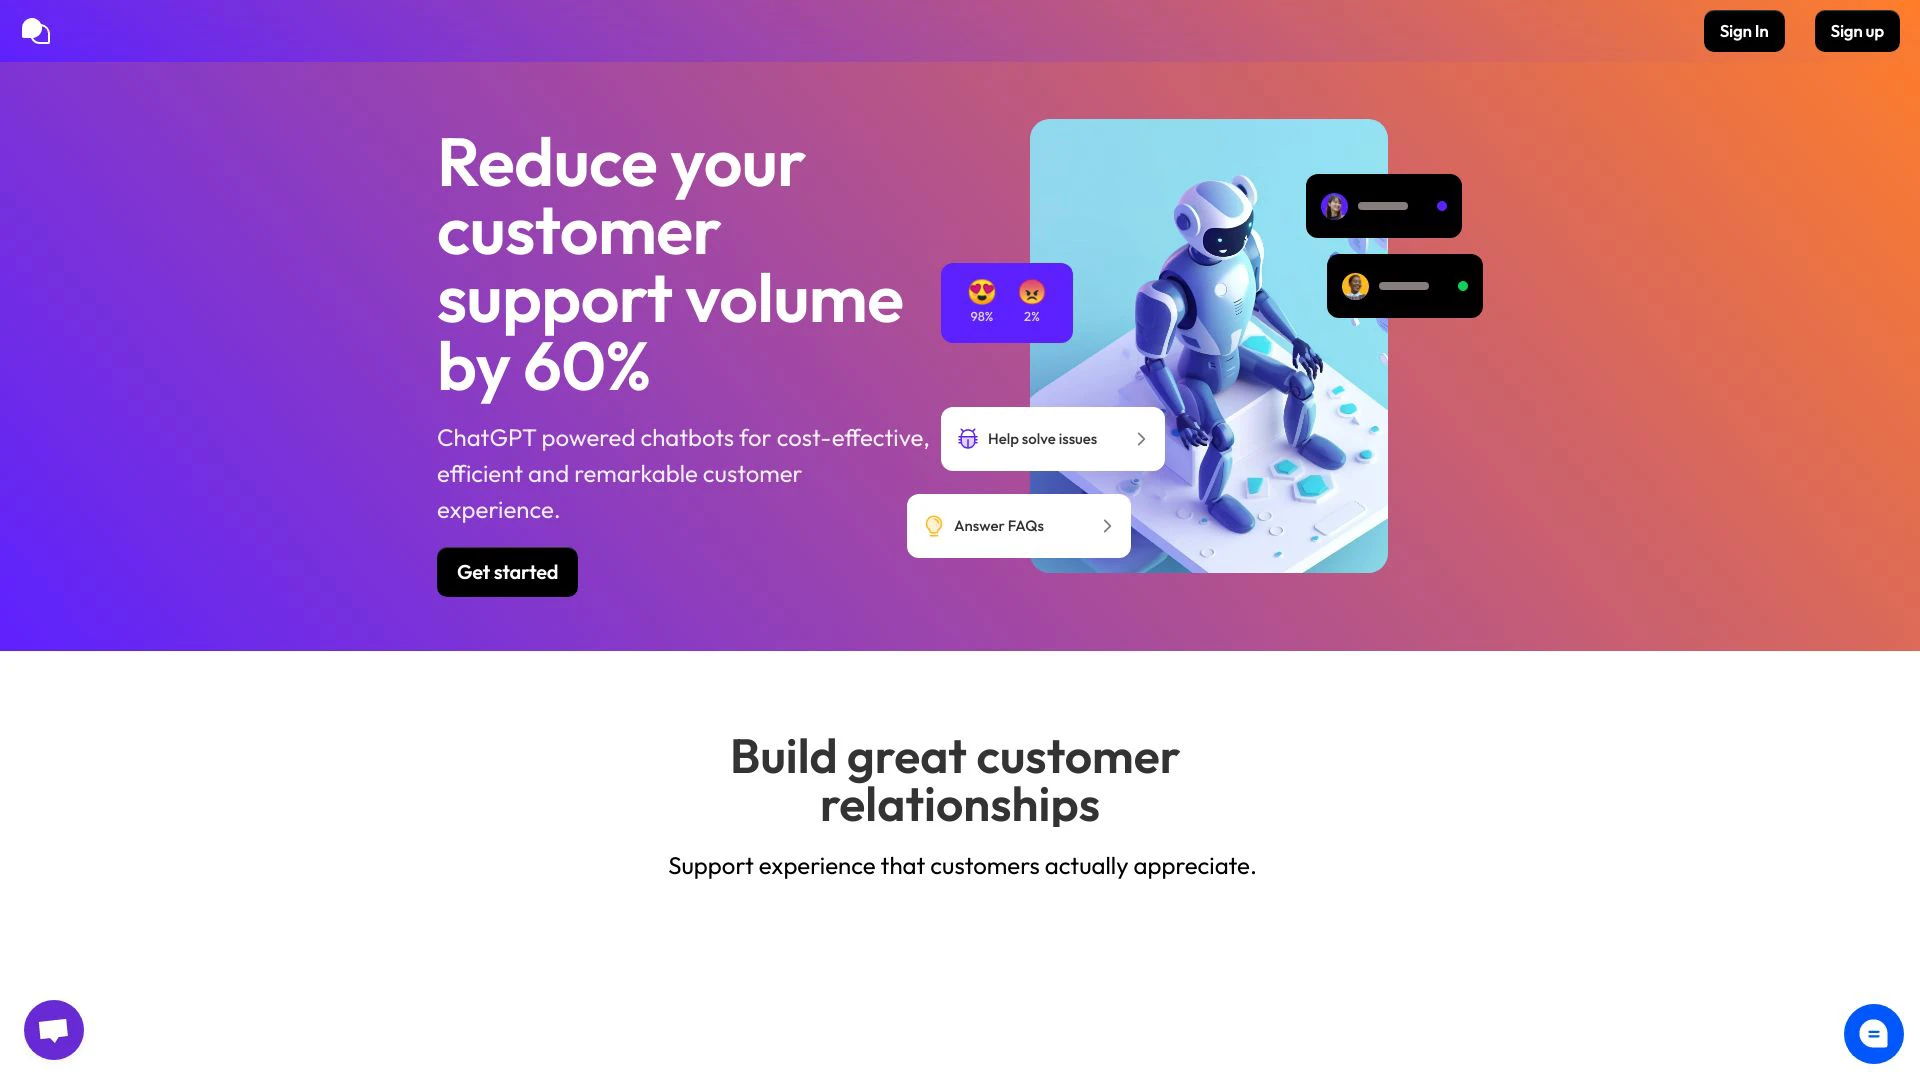 Sign In
Sign up
Reduce your
customer
support volume
by 60%
ChatGPT powered chatbots for cost-effective,
efficient and remarkable customer
experience.
Get started
98%
2%
Help solve issues
Answer FAQs
Build great customer
relationships
Support experience that customers actually appreciate.